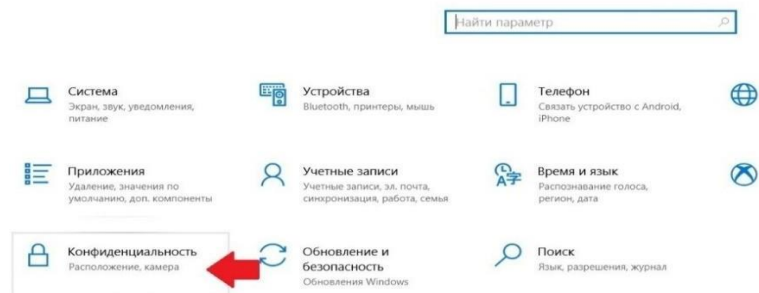 Найти параметр
Система
Экран, звук, уведомления,
питание
Устройства
Bluetooth, принтеры, мышь
Телефон
Связать устройство с Android,
iPhone
Приложения
Удаление, значения по
умолчанию, доп. компоненты
Учетные записи
Учетные записи, эл. почта,
синхронизация, работа, семья
Время и язык
Распознавание голоса,
регион, дата
Конфиденциальность
Расположение, камера
Обновление и
безопасность
Обновления Windows
Поиск
Язык, разрешения, журнал